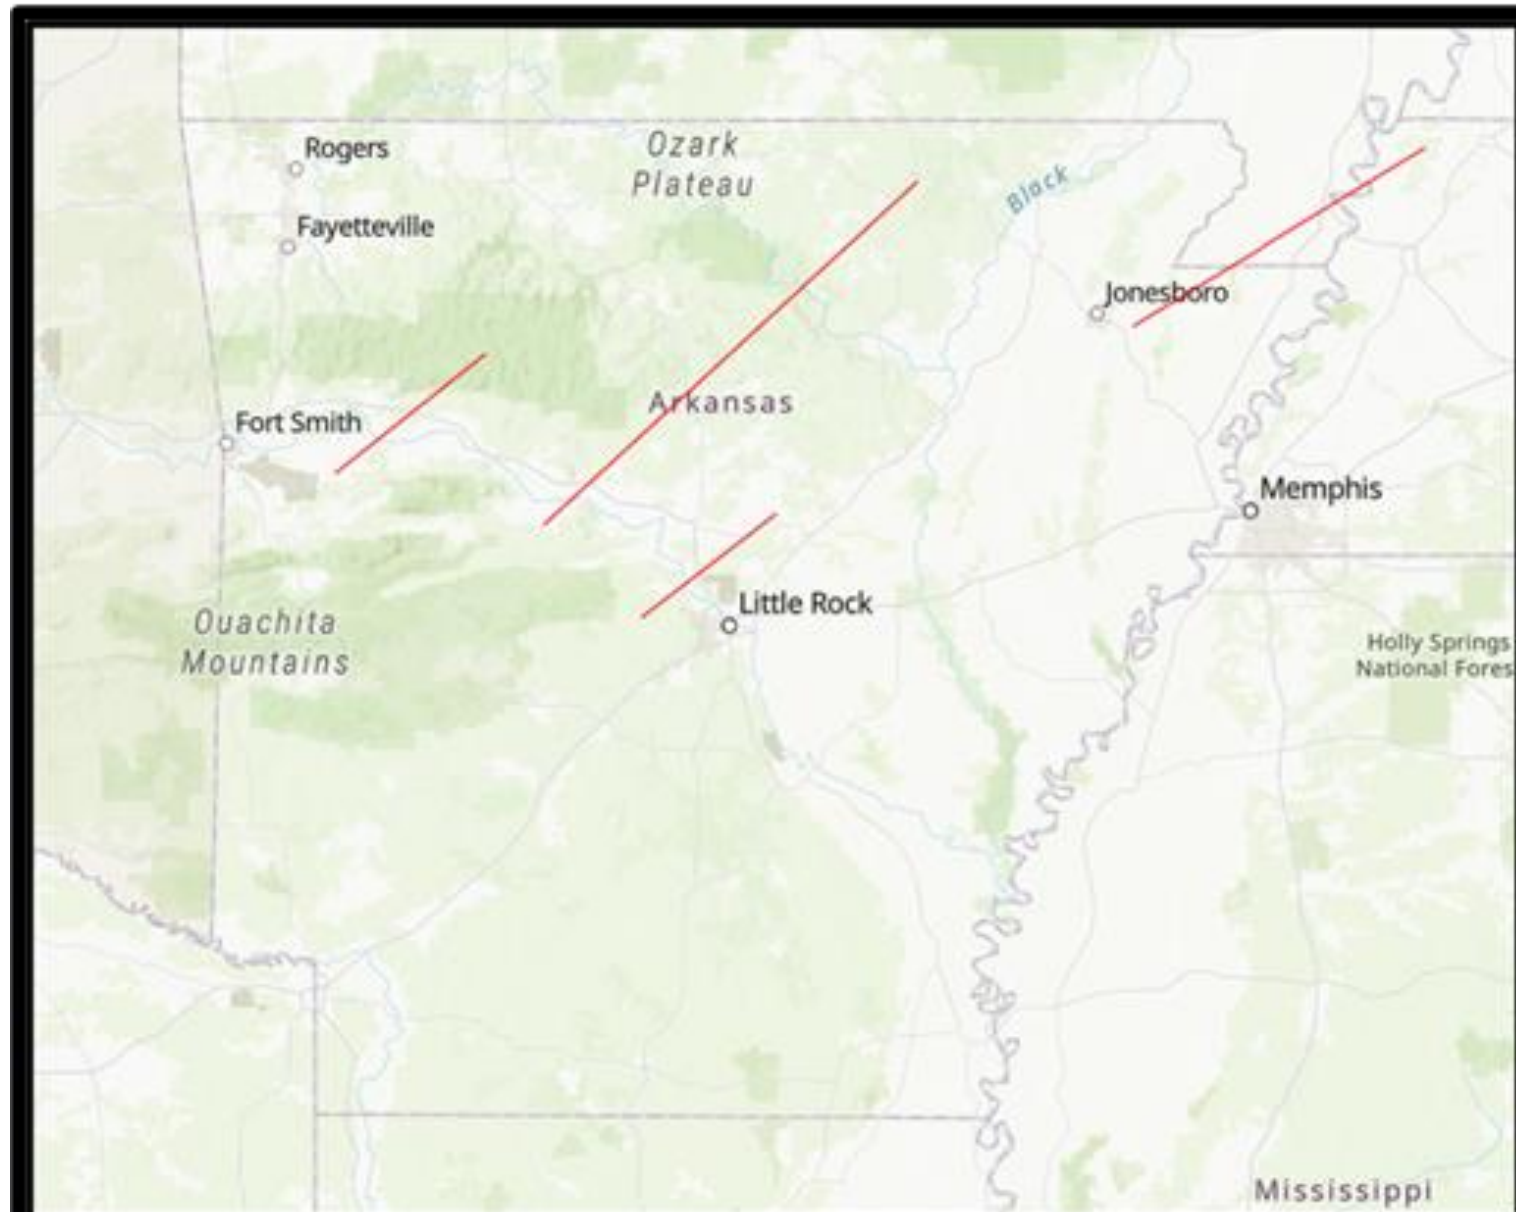 Ozark
Plateau
Rogers
Black
Fayetteville
Jonesboro
Arkansas
Fort Smith
Memphis
Little Rock
Ouachita
Mountains
Holly Springs
National Fores
Mississippi